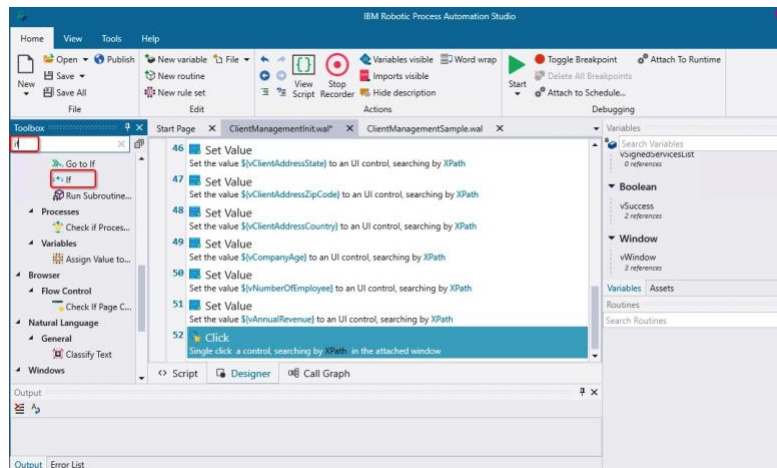 IBM Robotic Process Automation Studio
Home View Tools Help
New
Open
Publish
Save
Save All
File
New variable
File
New routine
New rule set
Edit
View Script
Stop Recorder
Variables visible
Word wrap
Imports visible
Hide description
Actions
Start
Toggle Breakpoint
Attach To Runtime
Delete All Breakpoints
Attach to Schedule...
Debugging
Toolbox
if
Go to If
If
Run Subroutine...
Processes
Check if Proces...
Variables
Assign Value to...
Browser
Flow Control
Check If Page C...
Natural Language
General
Classify Text
Windows
Start Page X ClientManagementInit.wal* X ClientManagementSample.wal X
46 Set Value
Set the value ${vClientAddressState} to an UI control, searching by XPath
47 Set Value
Set the value ${vClientAddressZipCode} to an UI control, searching by XPath
48 Set Value
Set the value ${vClientAddressCountry} to an UI control, searching by XPath
49 Set Value
Set the value ${vCompanyAge} to an UI control, searching by XPath
50 Set Value
Set the value ${vNumberOfEmployee} to an UI control, searching by XPath
51 Set Value
Set the value ${vAnnualRevenue} to an UI control, searching by XPath
52 Click
Single click a control, searching by XPath in the attached window
Script Designer Call Graph
Variables
Search Variables
vSignedServicesList
0 references
Boolean
vSuccess
2 references
Window
vWindow
3 references
Variables Assets
Routines
Search Routines
Output
Output Error List